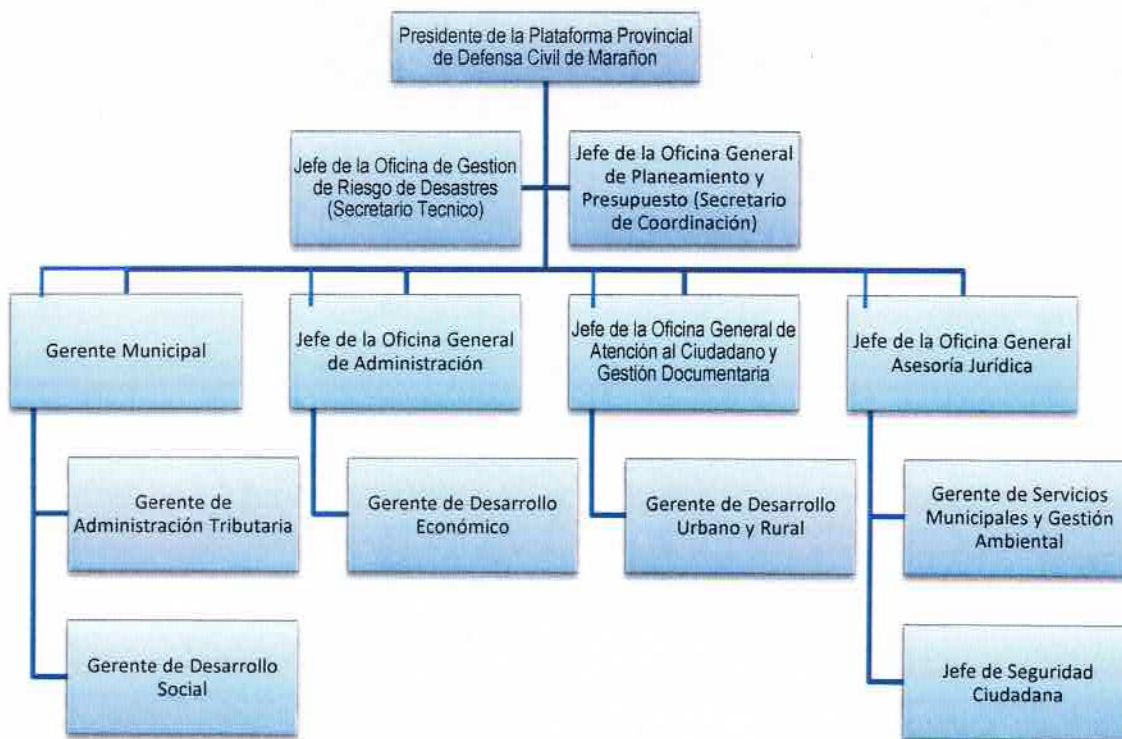 Presidente de la Plataforma Provincial
de Defensa Civil de Marañon
Jefe de la Oficina de Gestion
de Riesgo de Desastres
(Secretario Tecnico)
Jefe de la Oficina General
de Planeamiento y
Presupuesto (Secretario
de Coordinación)
Gerente Municipal
Jefe de la Oficina General
de Administración
Jefe de la Oficina General de
Atención al Ciudadano y
Gestión Documentaria
Jefe de la Oficina General
Asesoría Jurídica
Gerente de
Administración Tributaria
Gerente de Desarrollo
Económico
Gerente de Desarrollo
Urbano y Rural
Gerente de Servicios
Municipales y Gestión
Ambiental
Gerente de Desarrollo
Social
Jefe de Seguridad
Ciudadana